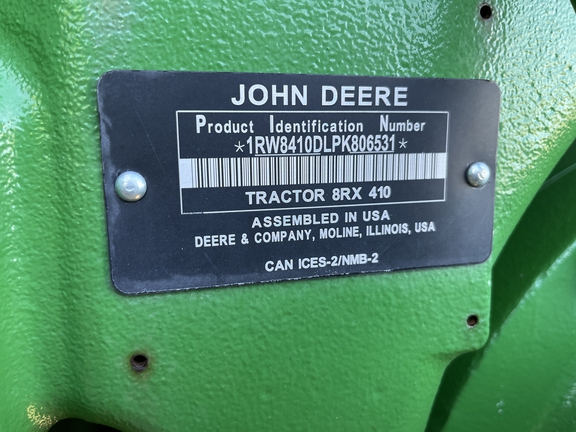 JOHN DEERE
Product Identification Number
*1RW8410DLPK806531*
TRACTOR 8RX 410
ASSEMBLED IN USA
DEERE & COMPANY, MOLINE, ILLINOIS, USA
CAN ICES-2/NMB-2